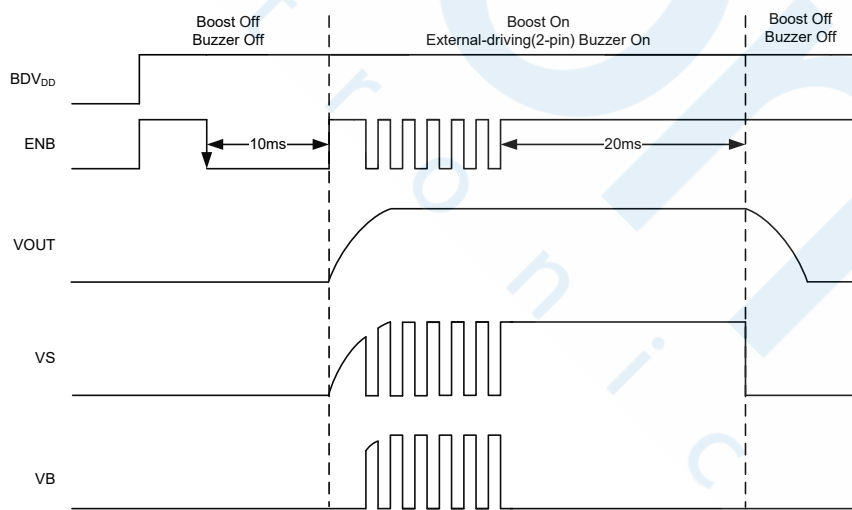 Boost Off
Buzzer Off
Boost On
External-driving(2-pin) Buzzer On
Boost Off
Buzzer Off
BDVDD
ENB
10ms
20ms
VOUT
VS
VB